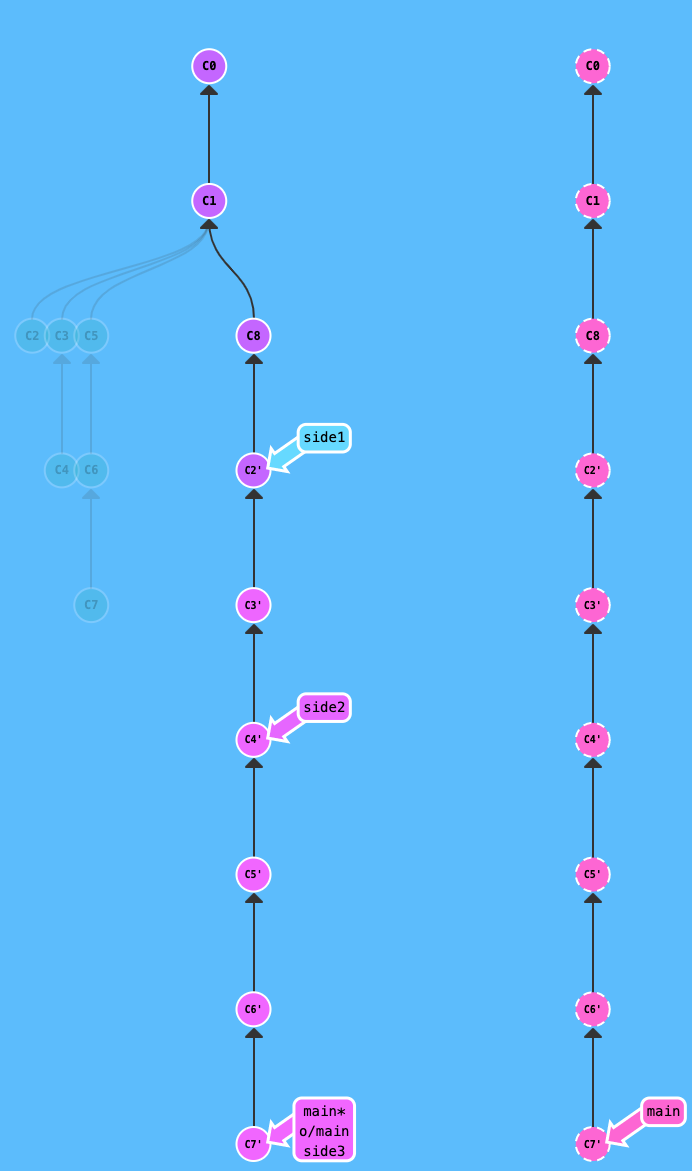 C0
C0
C1
C1
C2
C3
C5
C8
C8
side1
C4
C6
C2'
C2'
C7
C3'
C3'
side2
C4'
C4'
C5'
C5'
C6'
C6'
main*
o/main
side3
main
C7'
C7'